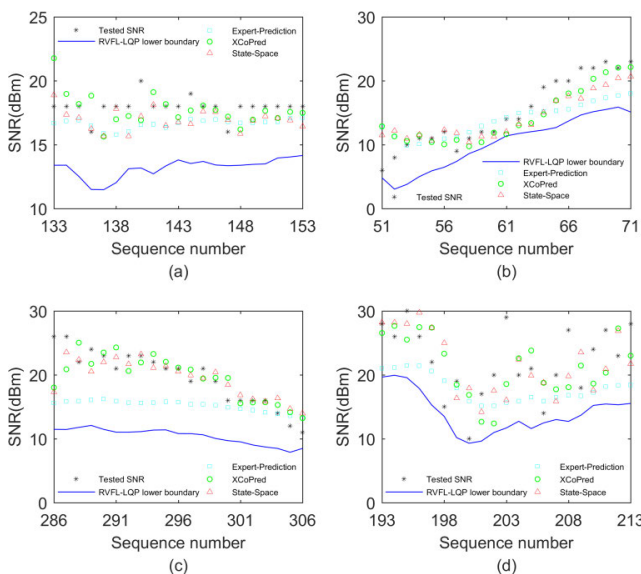 (a)
25
20
15
10
SNR(dBm)
* Tested SNR
RVFL-LQP lower boundary
Expert-Prediction
XCoPred
State-Space
133 138 143 148 153
Sequence number
(a)
(b)
30
20
10
0
SNR(dBm)
RVFL-LQP lower boundary
Expert-Prediction
XCoPred
State-Space
* Tested SNR
51 56 61 66 71
Sequence number
(b)
(c)
30
20
10
0
SNR(dBm)
* Tested SNR
RVFL-LQP lower boundary
Expert-Prediction
XCoPred
State-Space
286 291 296 301 306
Sequence number
(c)
(d)
30
20
10
0
SNR(dBm)
* Tested SNR
RVFL-LQP lower boundary
Expert-Prediction
XCoPred
State-Space
193 198 203 208 213
Sequence number
(d)